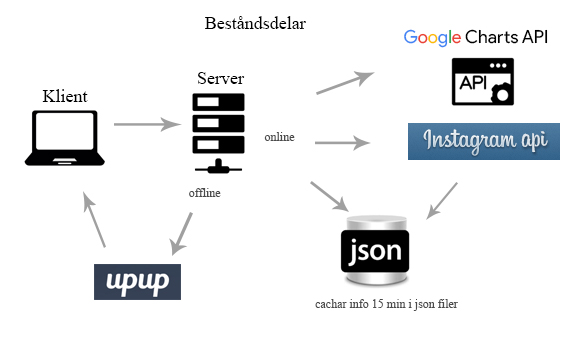 Beståndsdelar
Google Charts API
Server
API
Klient
Instagram api
online
offline
json
upup
cachar info 15 min i json filer